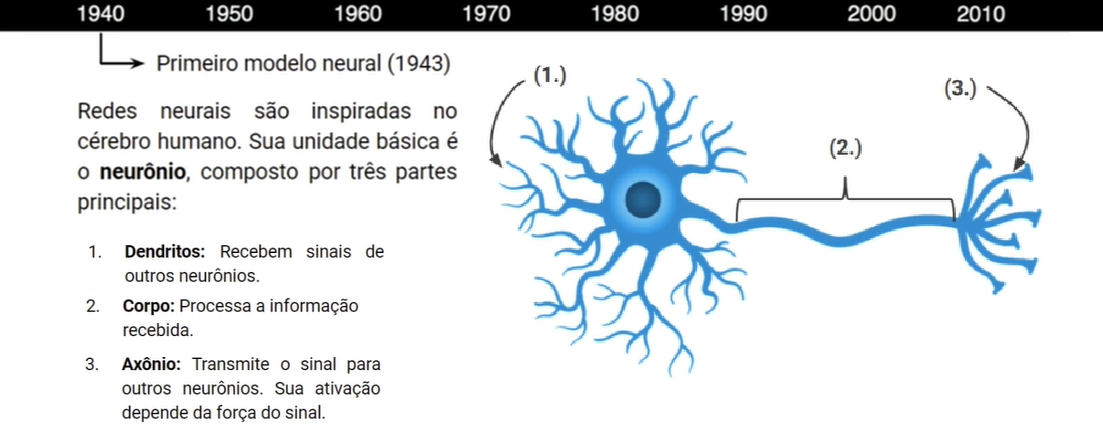 1940 1950 1960 1970 1980 1990 2000 2010
Primeiro modelo neural (1943)
Redes neurais são inspiradas no
cérebro humano. Sua unidade básica é
o neurônio, composto por três partes
principais:
1. Dendritos: Recebem sinais de
outros neurônios.
2. Corpo: Processa a informação
recebida.
3. Axônio: Transmite o sinal para
outros neurônios. Sua ativação
depende da força do sinal.
(1.)
(2.)
(3.)